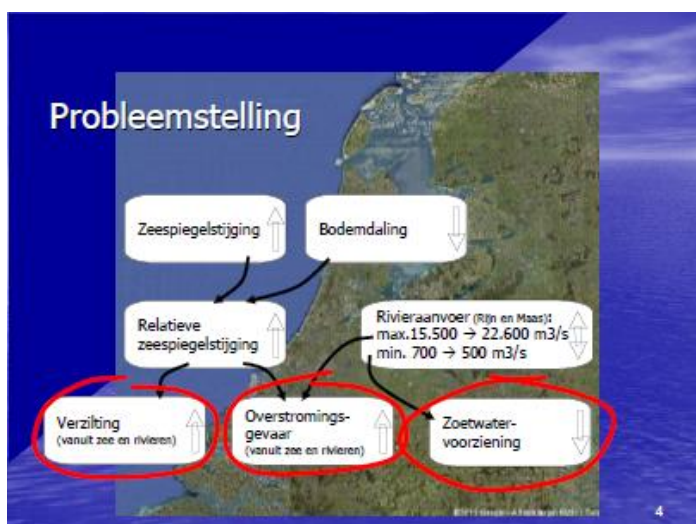 Probleemstelling
Zeespiegelstijging
Bodemdaling
Relatieve
zeespiegelstijging
Rivieraanvoer (Rijn en Maas):
max.15.500 → 22.600 m3/s
min. 700 → 500 m3/s
Verzilting
(vanuit zee en rivieren)
Overstromings-
gevaar
(vanuit zee en rivieren)
Zoetwater-
voorziening
4